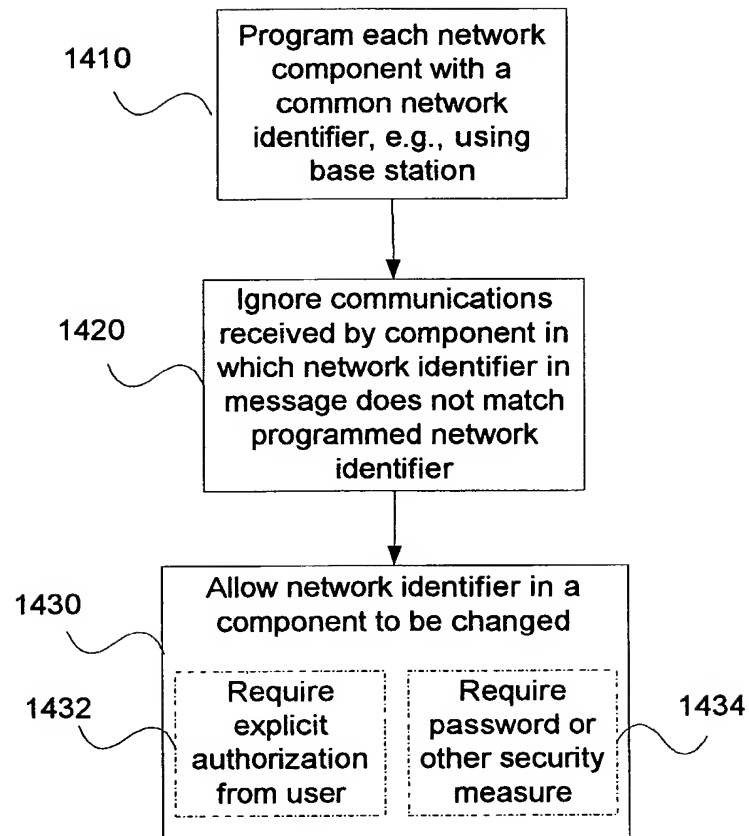 1410
Program each network
component with a
common network
identifier, e.g., using
base station
1420
Ignore communications
received by component in
which network identifier in
message does not match
programmed network
identifier
1430
Allow network identifier in a
component to be changed
1432
Require
explicit
authorization
from user
Require
password or
other security
measure
1434